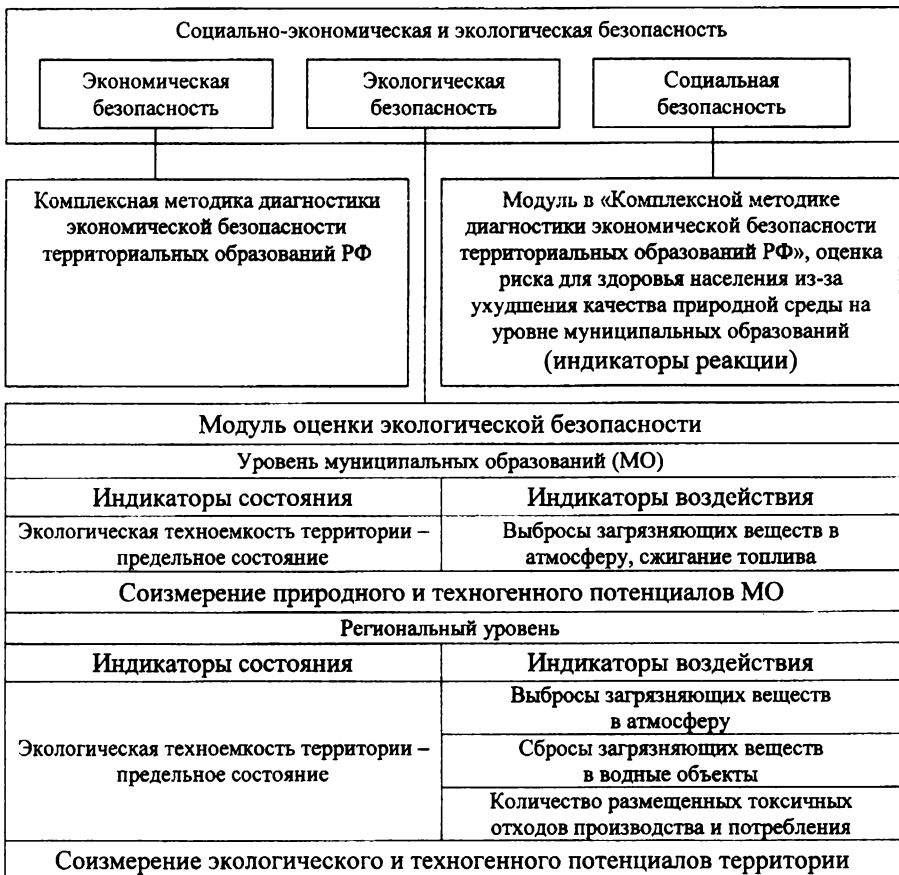 Социально-экономическая и экологическая безопасность
Экономическая
безопасность
Экологическая
безопасность
Социальная
безопасность
Комплексная методика диагностики
экономической безопасности
территориальных образований РФ
Модуль в «Комплексной методике
диагностики экономической безопасности
территориальных образований РФ», оценка
риска для здоровья населения из-за
ухудшения качества природной среды на
уровне муниципальных образований
(индикаторы реакции)
Модуль оценки экологической безопасности
Уровень муниципальных образований (МО)
Индикаторы состояния
Индикаторы воздействия
Экологическая техноемкость территории –
предельное состояние
Выбросы загрязняющих веществ в
атмосферу, сжигание топлива
Соизмерение природного и техногенного потенциалов МО
Региональный уровень
Индикаторы состояния
Индикаторы воздействия
Экологическая техноемкость территории –
предельное состояние
Выбросы загрязняющих веществ
в атмосферу
Сбросы загрязняющих веществ
в водные объекты
Количество размещенных токсичных
отходов производства и потребления
Соизмерение экологического и техногенного потенциалов территории